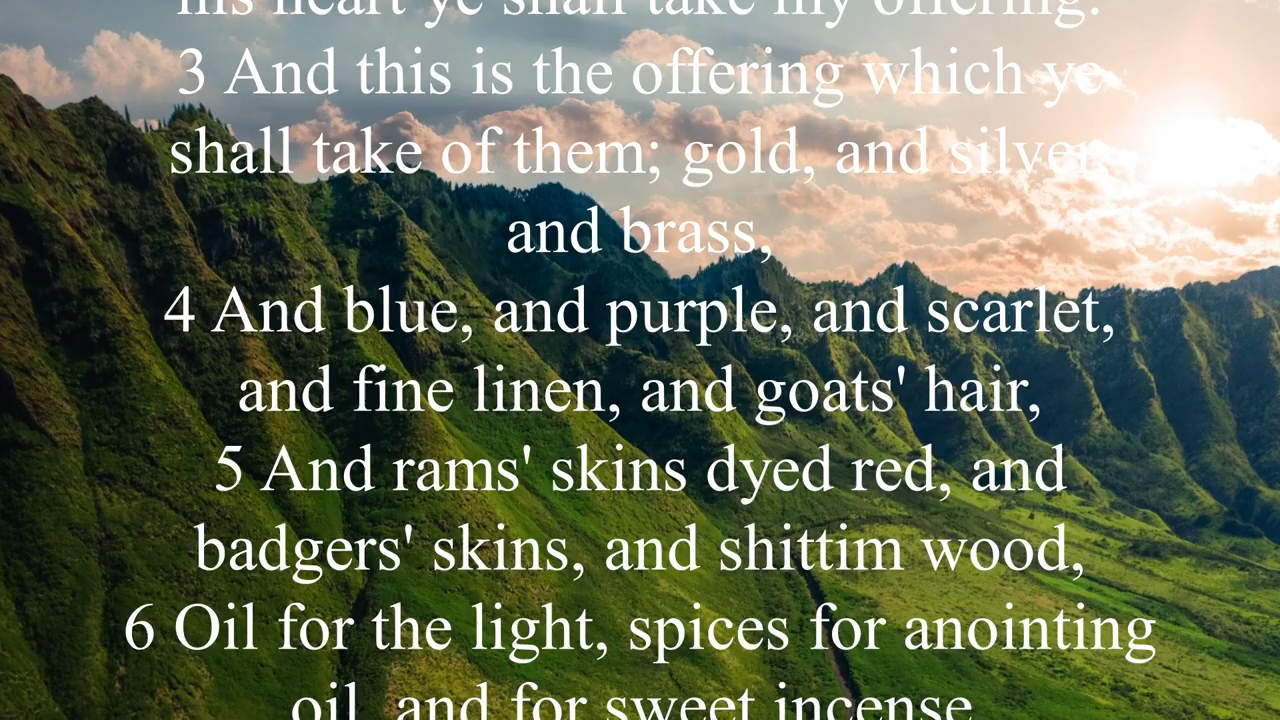 his heart ye shall take my offering.
3 And this is the offering which ye
shall take of them; gold, and silver,
and brass,
4 And blue, and purple, and scarlet,
and fine linen, and goats' hair,
5 And rams' skins dyed red, and
badgers' skins, and shittim wood,
6 Oil for the light, spices for anointing
oil, and for sweet incense